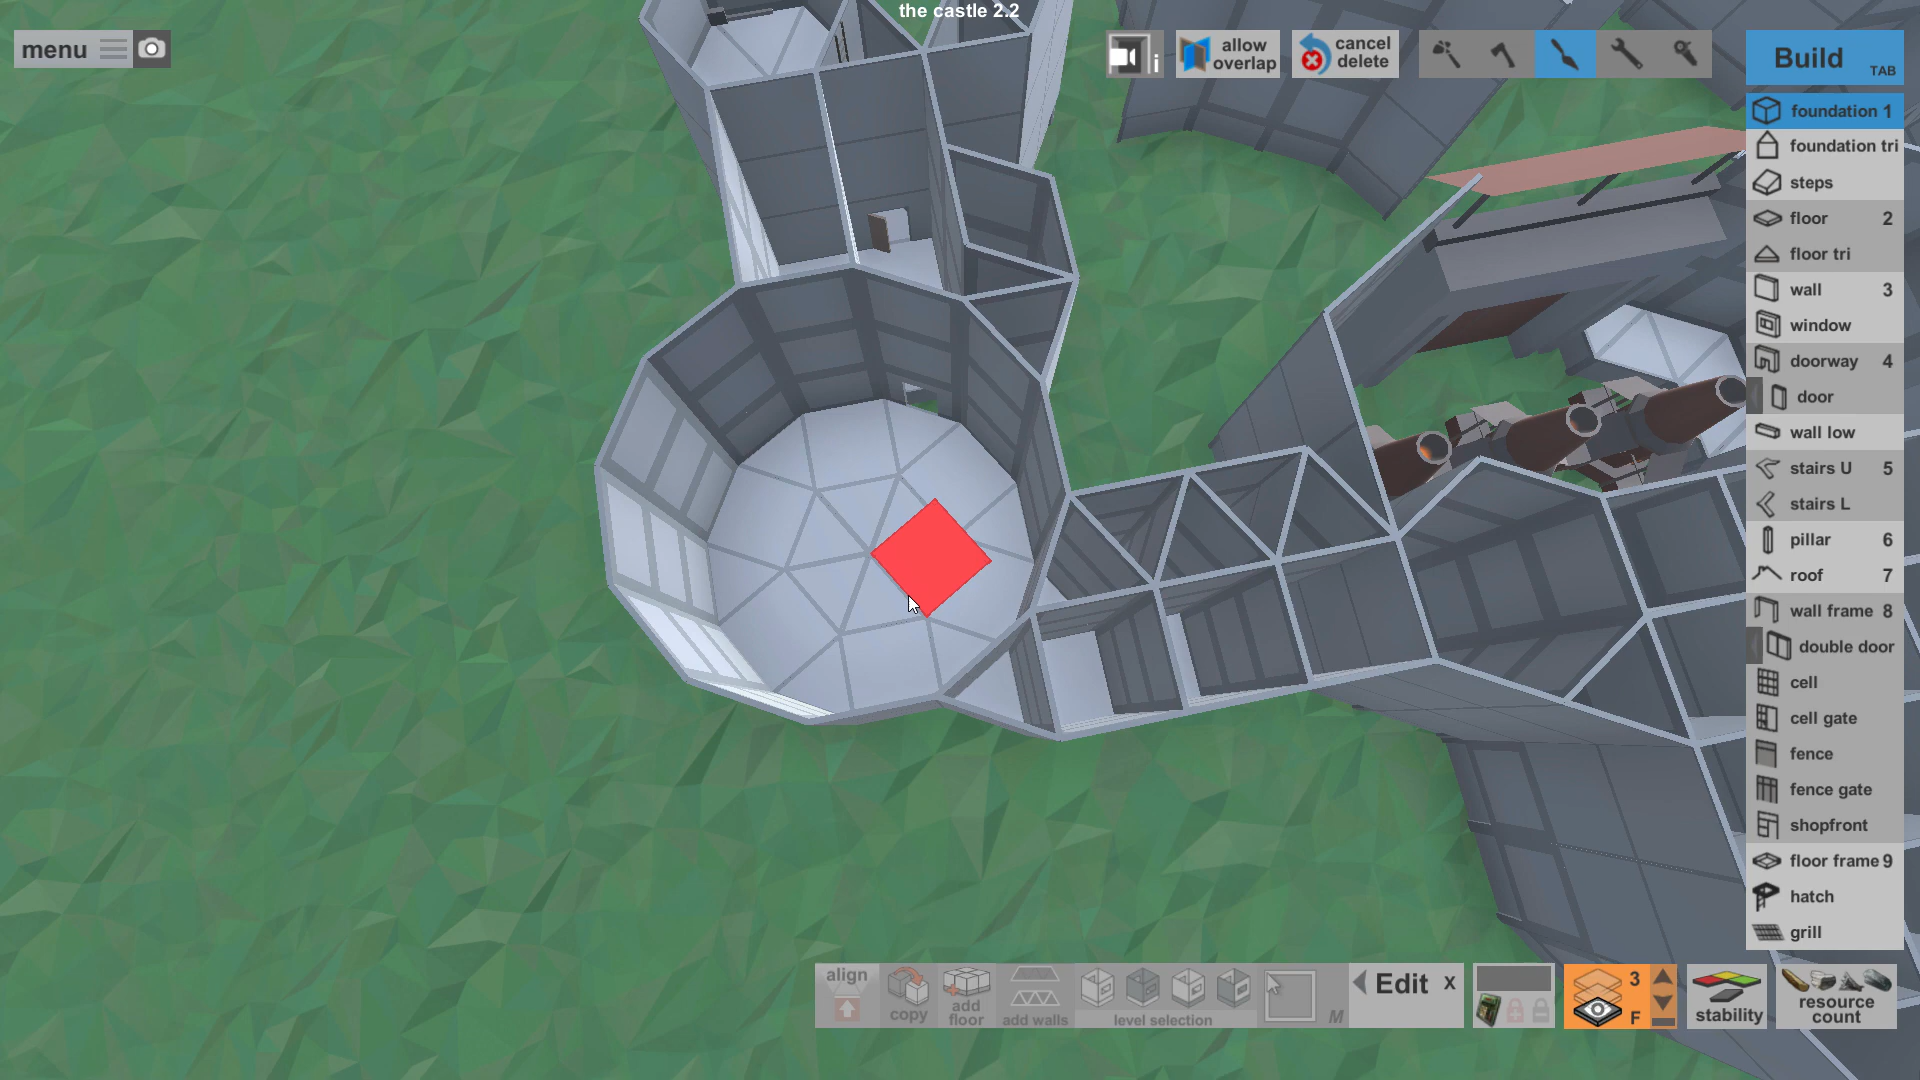 the castle 2.2
menu
i
allow
overlap
cancel
delete
Build
TAB
foundation 1
foundation tri
steps
floor 2
floor tri
wall 3
window
doorway 4
door
wall low
stairs U 5
stairs L
pillar 6
roof 7
wall frame 8
double door
cell
cell gate
fence
fence gate
shopfront
floor frame 9
hatch
grill
align
copy
add
floor
add walls
level selection
M
Edit x
3
F
stability
resource
count